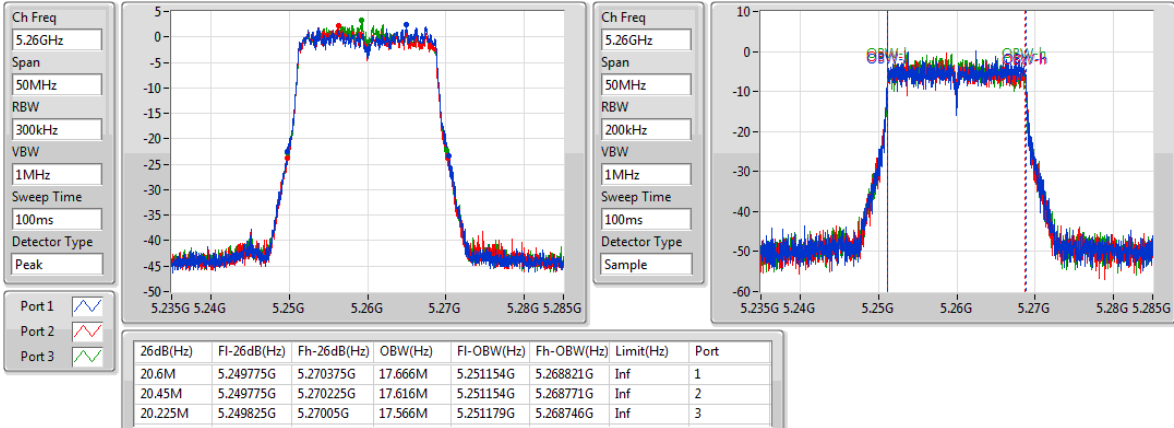 Ch Freq
5.26GHz
Span
50MHz
RBW
300kHz
VBW
1MHz
Sweep Time
100ms
Detector Type
Peak
Port 1
Port 2
Port 3
5
0
-5
-10
-15
-20
-25
-30
-35
-40
-45
-50
5.235G 5.24G 5.25G 5.26G 5.27G 5.28G 5.285G
Ch Freq
5.26GHz
Span
50MHz
RBW
200kHz
VBW
1MHz
Sweep Time
100ms
Detector Type
Sample
10
0
-10
-20
-30
-40
-50
-60
OBW-l OBW-h
5.235G 5.24G 5.25G 5.26G 5.27G 5.28G 5.285G
26dB(Hz) Fl-26dB(Hz) Fh-26dB(Hz) OBW(Hz) Fl-OBW(Hz) Fh-OBW(Hz) Limit(Hz) Port
20.6M 5.249775G 5.270375G 17.666M 5.251154G 5.268821G Inf 1
20.45M 5.249775G 5.270225G 17.616M 5.251154G 5.268771G Inf 2
20.225M 5.249825G 5.27005G 17.566M 5.251179G 5.268746G Inf 3